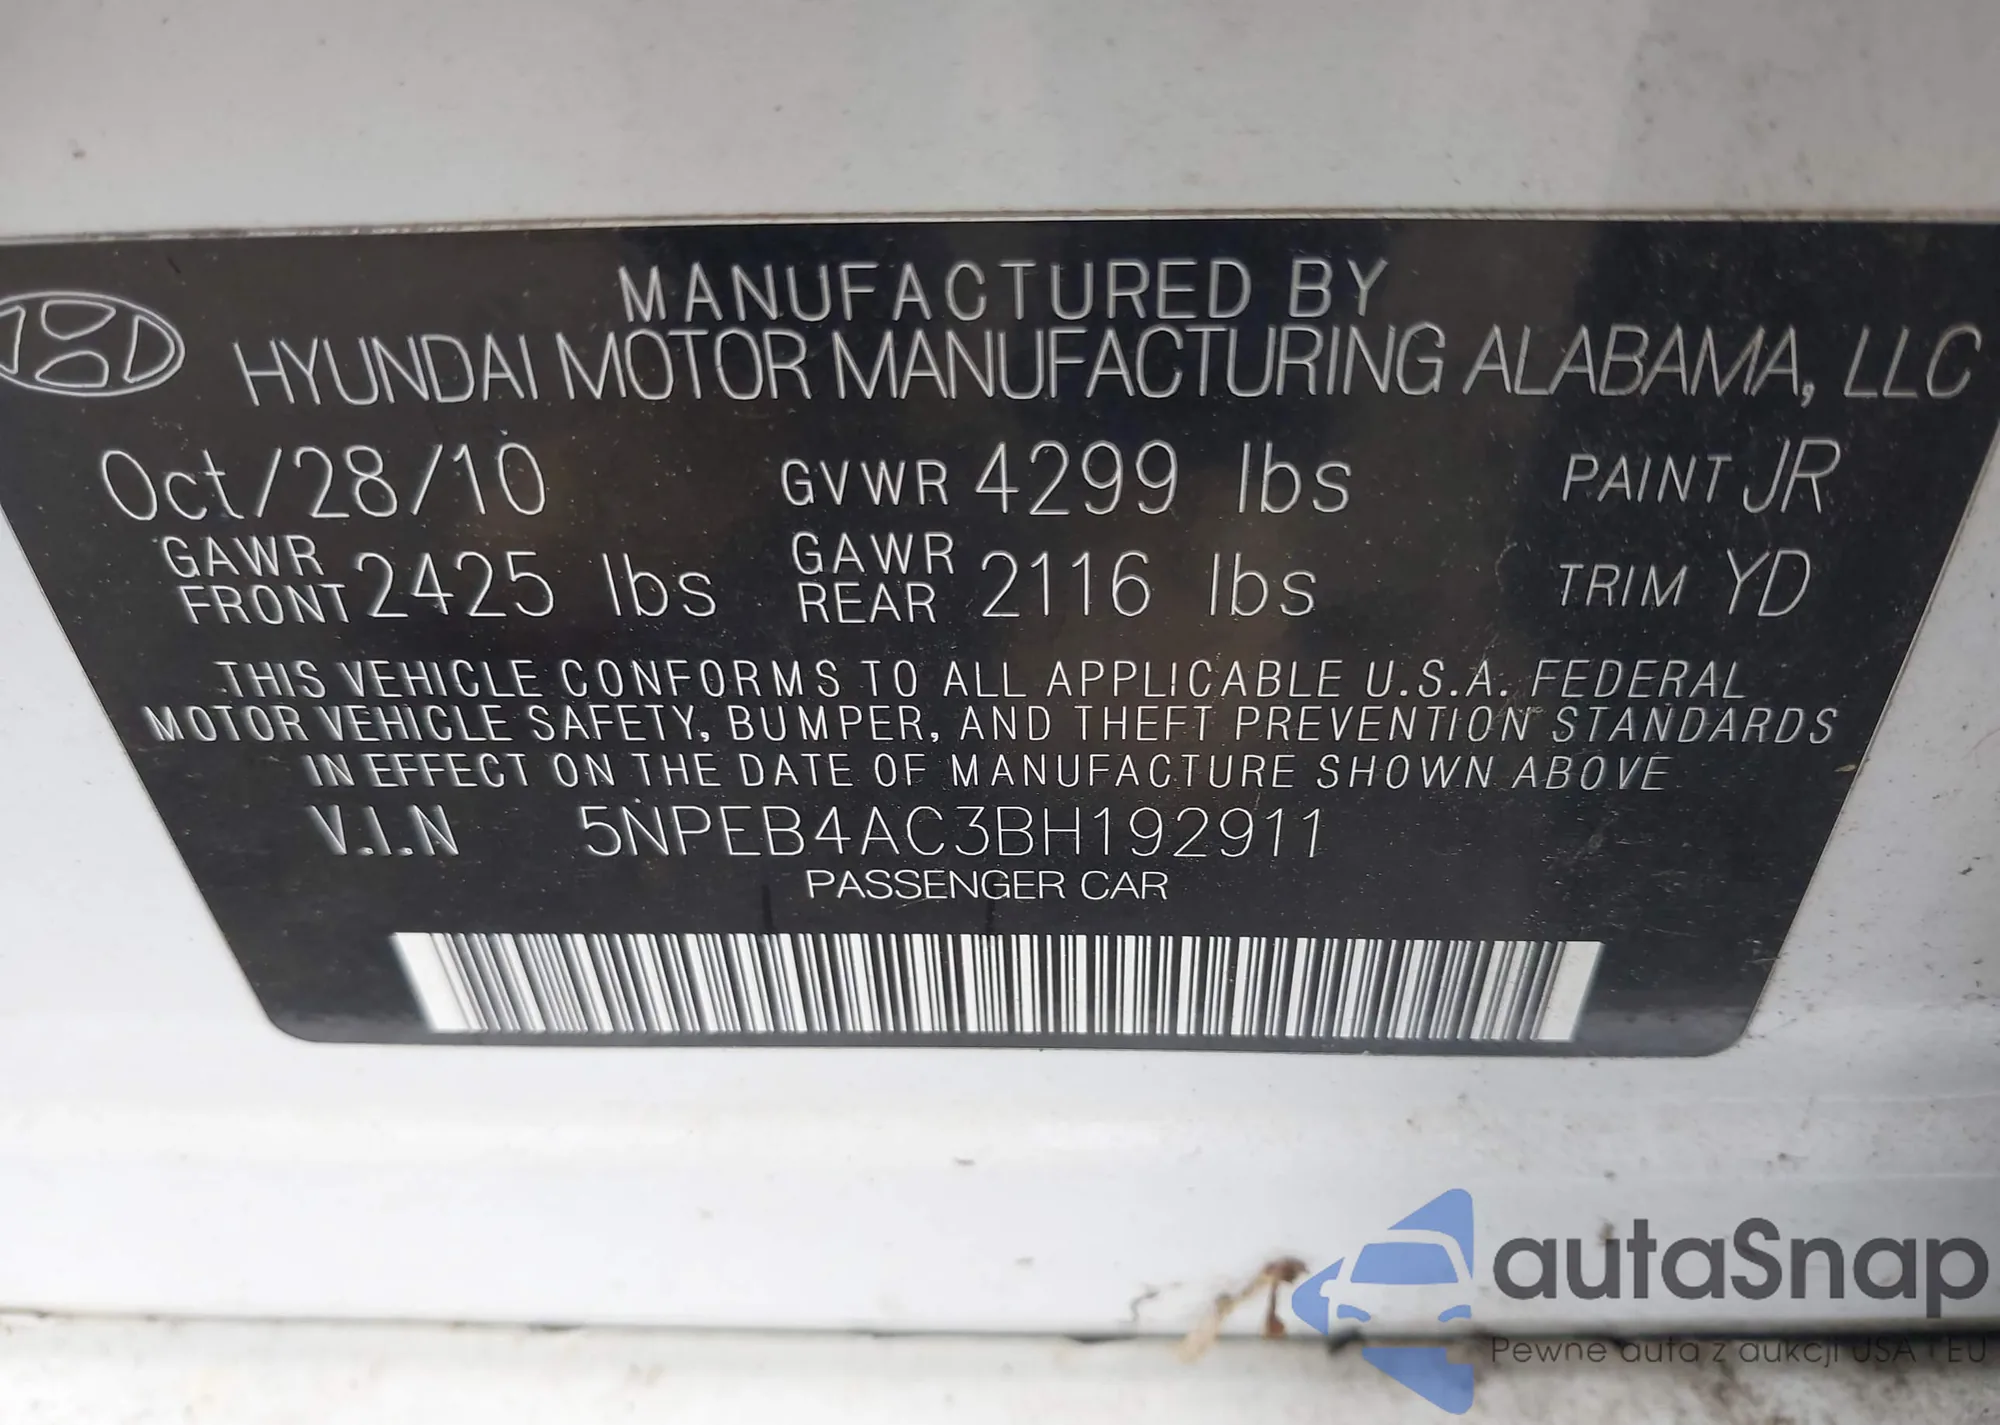 MANUFACTURED BY
HYUNDAI MOTOR MANUFACTURING ALABAMA, LLC
Oct/28/10 GVWR 4299 lbs PAINT JR
GAWR FRONT 2425 lbs GAWR REAR 2116 lbs TRIM YD
THIS VEHICLE CONFORMS TO ALL APPLICABLE U.S.A. FEDERAL
MOTOR VEHICLE SAFETY, BUMPER, AND THEFT PREVENTION STANDARDS
IN EFFECT ON THE DATE OF MANUFACTURE SHOWN ABOVE
V.I.N 5NPEB4AC3BH192911
PASSENGER CAR
autaSnap
Pewne auta z aukcji USA i EU